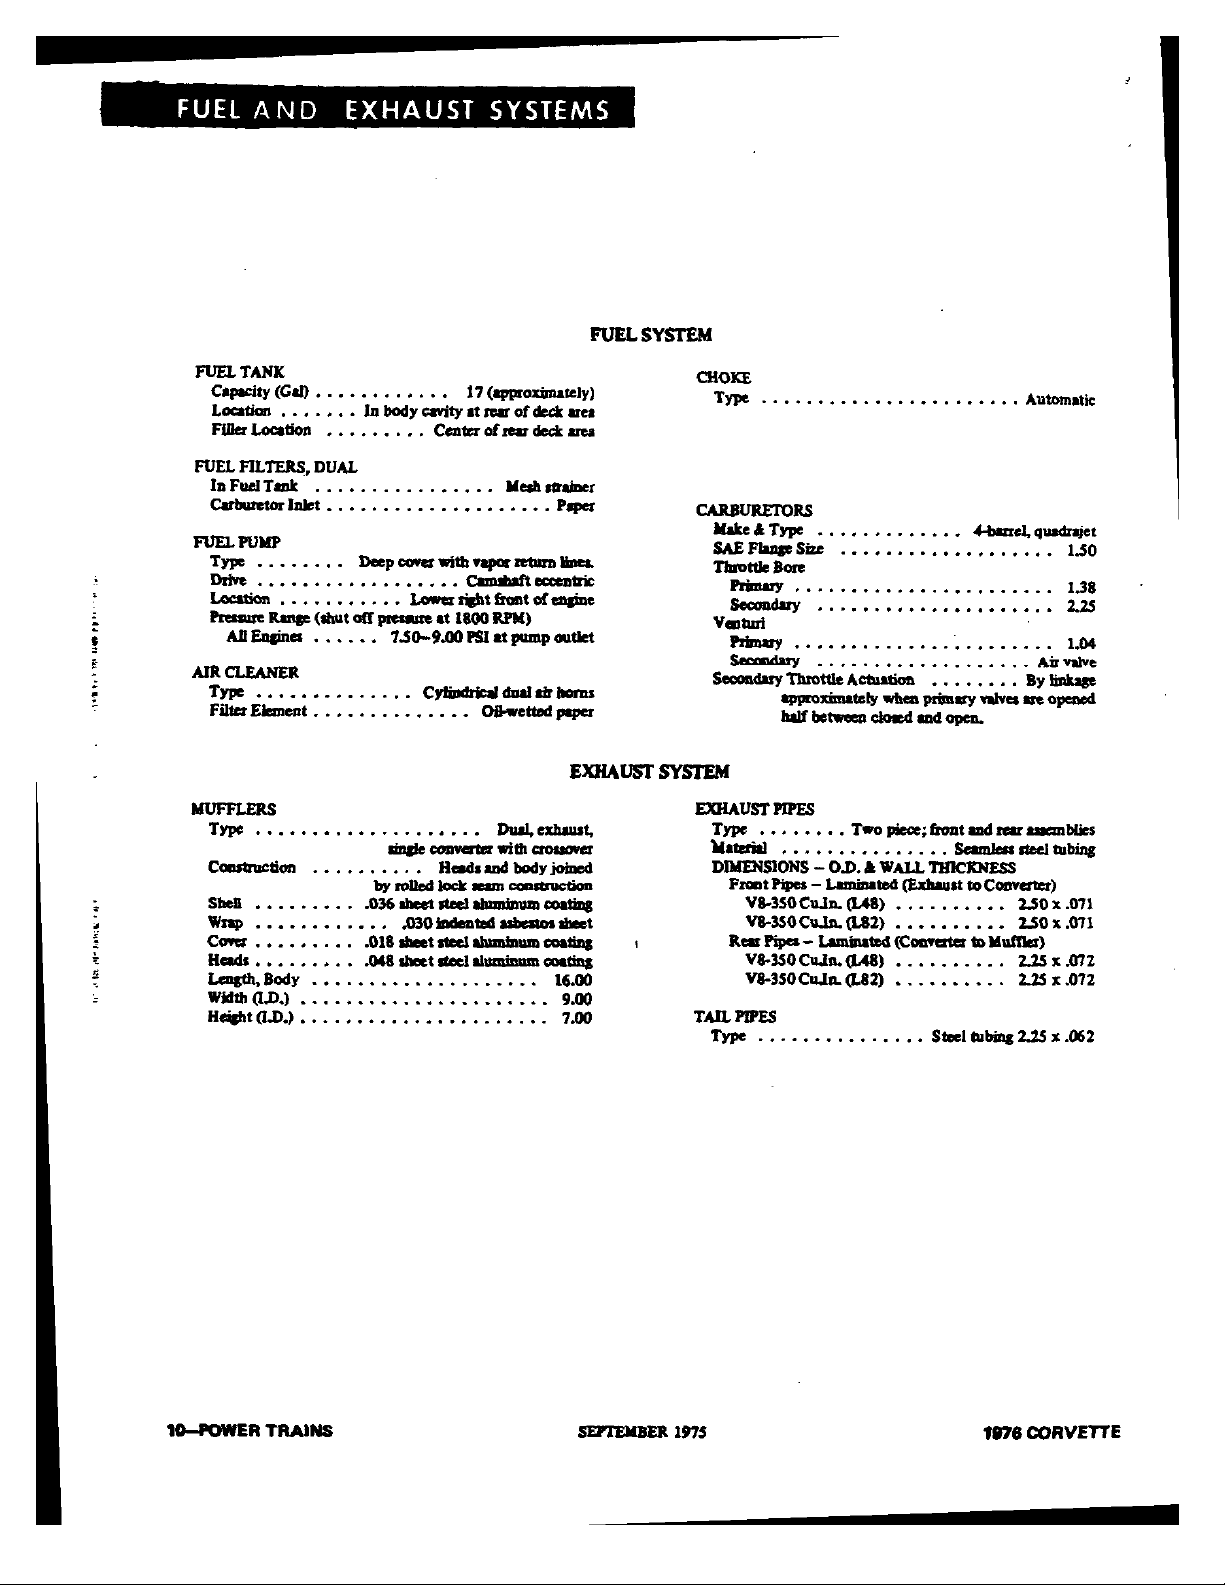 FUEL AND EXHAUST SYSTEMS
FUEL SYSTEM
FUEL TANK
Capacity (Gal) . . . . . . . . . . . . 17 (approximately)
Location . . . . . . . In body cavity at rear of deck area
Filler Location . . . . . . . . . Center of rear deck area
FUEL FILTERS, DUAL
In Fuel Tank . . . . . . . . . . . . . . . . Mesh strainer
Carburetor Inlet . . . . . . . . . . . . . . . . . . . . Paper
FUEL PUMP
Type . . . . . . . . Deep cover with vapor return lines.
Drive . . . . . . . . . . . . . . . . . . Camshaft eccentric
Location . . . . . . . . . . . Lower right front of engine
Pressure Range (shut off pressure at 1800 RPM)
All Engines . . . . . . 7.50-9.00 PSI at pump outlet
AIR CLEANER
Type . . . . . . . . . . . . . . Cylindrical dual air horns
Filter Element . . . . . . . . . . . . . . Oil-wetted paper
CHOKE
Type . . . . . . . . . . . . . . . . . . . . . . . Automatic
CARBURETORS
Make & Type . . . . . . . . . . . . . 4-barrel, quadrajet
SAE Flange Size . . . . . . . . . . . . . . . . . . . 1.50
Throttle Bore
Primary . . . . . . . . . . . . . . . . . . . . . . . 1.38
Secondary . . . . . . . . . . . . . . . . . . . . . 2.25
Venturi
Primary . . . . . . . . . . . . . . . . . . . . . . . 1.04
Secondary . . . . . . . . . . . . . . . . . . . Air valve
Secondary Throttle Actuation . . . . . . . . By linkage
approximately when primary valves are opened
half between closed and open.
EXHAUST SYSTEM
MUFFLERS
Type . . . . . . . . . . . . . . . . . . . . Dual, exhaust,
single converter with crossover
Construction . . . . . . . . . . Heads and body joined
by rolled lock seam construction
Shell . . . . . . . . . .036 sheet steel aluminum coating
Wrap . . . . . . . . . . . . .030 indented asbestos sheet
Cover . . . . . . . . . .018 sheet steel aluminum coating
Heads . . . . . . . . . .048 sheet steel aluminum coating
Length, Body . . . . . . . . . . . . . . . . . . . . 16.00
Width (I.D.) . . . . . . . . . . . . . . . . . . . . . . 9.00
Height (I.D.) . . . . . . . . . . . . . . . . . . . . . . 7.00
EXHAUST PIPES
Type . . . . . . . . Two piece; front and rear assemblies
Material . . . . . . . . . . . . . . . Seamless steel tubing
DIMENSIONS – O.D. & WALL THICKNESS
Front Pipes – Laminated (Exhaust to Converter)
V8-350 Cu.In. (L48) . . . . . . . . . . 2.50 x .071
V8-350 Cu.In. (L82) . . . . . . . . . . 2.50 x .071
Rear Pipes – Laminated (Converter to Muffler)
V8-350 Cu.In. (L48) . . . . . . . . . . 2.25 x .072
V8-350 Cu.In. (L82) . . . . . . . . . . 2.25 x .072
TAIL PIPES
Type . . . . . . . . . . . . . . . Steel tubing 2.25 x .062
10—POWER TRAINS
SEPTEMBER 1975
1976 CORVETTE